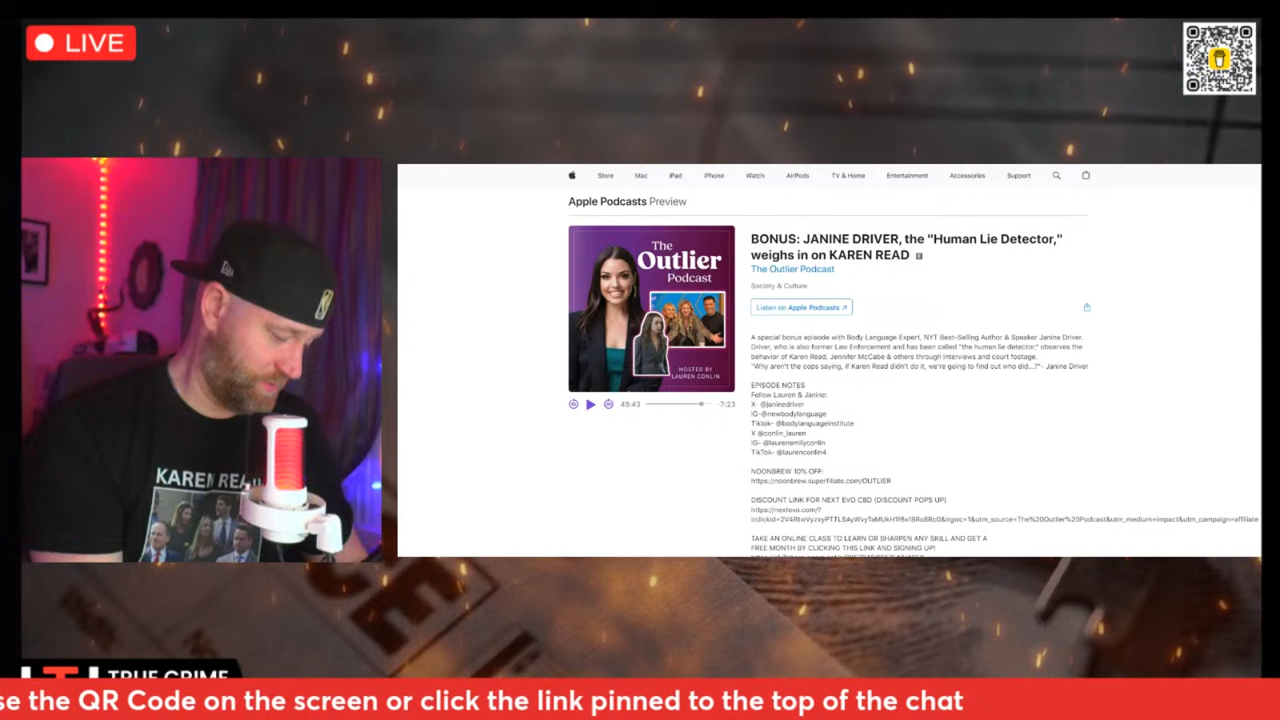 LIVE
Store Mac iPad iPhone Watch AirPods TV & Home Entertainment Accessories Support
Apple Podcasts Preview
The
Outlier
Podcast
HOSTED BY
LAUREN CONLIN
49:43
-7:23
BONUS: JANINE DRIVER, the "Human Lie Detector,"
weighs in on KAREN READ
The Outlier Podcast
Society & Culture
Listen on Apple Podcasts
A special bonus episode with Body Language Expert, NYT Best-Selling Author & Speaker Janine Driver.
Driver, who is also former Law Enforcement and has been called "the human lie detector," observes the
behavior of Karen Read, Jennifer McCabe & others through interviews and court footage.
"Why aren't the cops saying, if Karen Read didn't do it, we're going to find out who did...?"- Janine Driver
EPISODE NOTES
Follow Lauren & Janine:
X- @janinedriver
IG-@newbodylanguage
Tiktok- @bodylanguageinstitute
X @conlin_lauren
IG- @laurenemilyconlin
TikTok- @laurenconlin4
NOONBREW 10% OFF:
https://noonbrew.superfiliate.com/OUTLIER
DISCOUNT LINK FOR NEXT EVO CBD (DISCOUNT POPS UP)
https://nextevo.com/?
TAKE AN ONLINE CLASS TO LEARN OR SHARPEN ANY SKILL AND GET A
FREE MONTH BY CLICKING THIS LINK AND SIGNING UP!
KAREN REA
TRUE CRIME
se the QR Code on the screen or click the link pinned to the top of the chat